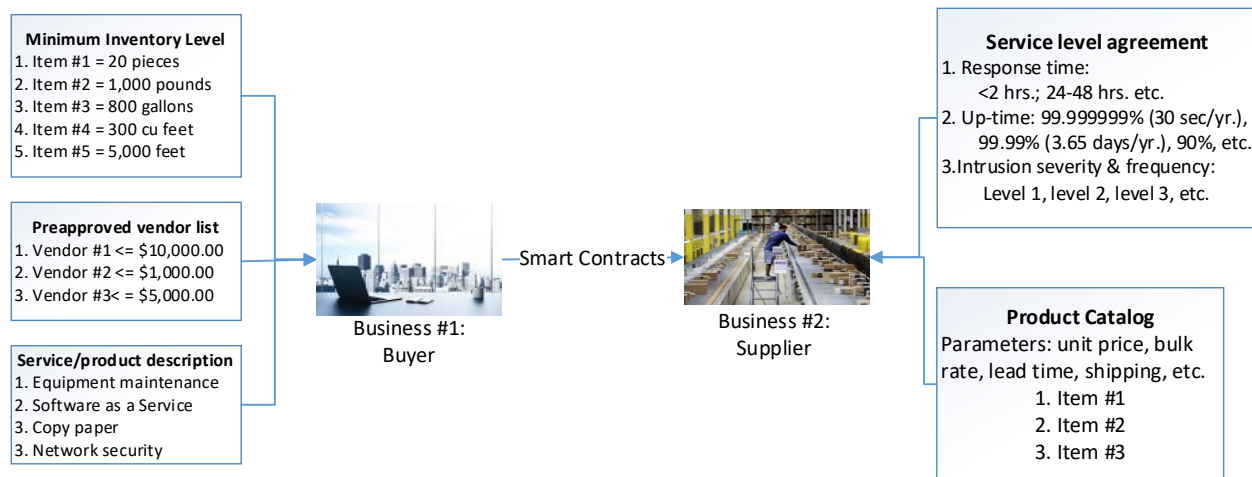 Minimum Inventory Level
1. Item #1 = 20 pieces
2. Item #2 = 1,000 pounds
3. Item #3 = 800 gallons
4. Item #4 = 300 cu feet
5. Item #5 = 5,000 feet
Preapproved vendor list
1. Vendor #1 <= $10,000.00
2. Vendor #2 <= $1,000.00
3. Vendor #3< = $5,000.00
Service/product description
1. Equipment maintenance
2. Software as a Service
3. Copy paper
3. Network security
Business #1:
Buyer
Smart Contracts
Business #2:
Supplier
Service level agreement
1. Response time:
<2 hrs.; 24-48 hrs. etc.
2. Up-time: 99.999999% (30 sec/yr.),
99.99% (3.65 days/yr.), 90%, etc.
3.Intrusion severity & frequency:
Level 1, level 2, level 3, etc.
Product Catalog
Parameters: unit price, bulk
rate, lead time, shipping, etc.
1. Item #1
2. Item #2
3. Item #3